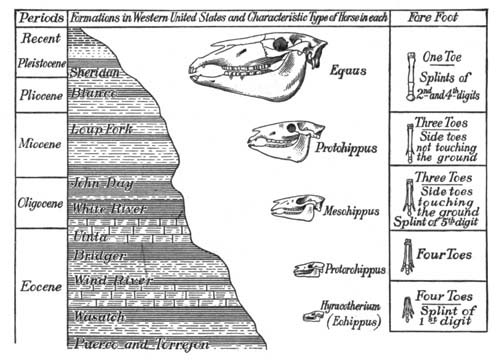 Periods
Formations in Western United States and Characteristic Type of Horse in each
Fore Foot
Recent
Pleistocene
Sheridan
Equus
One Toe
Splints of
2nd and 4th digits
Pliocene
Blanco
Miocene
Loup Fork
Protohippus
Three Toes
Side toes
not touching
the ground
Oligocene
John Day
White River
Mesohippus
Three Toes
Side toes
touching
the ground
Splint of 5th digit
Uinta
Eocene
Bridger
Wind River
Protorohippus
Four Toes
Wasatch
Hyracotherium
(Eohippus)
Four Toes
Splint of
1st digit
Puerco and Torrejon